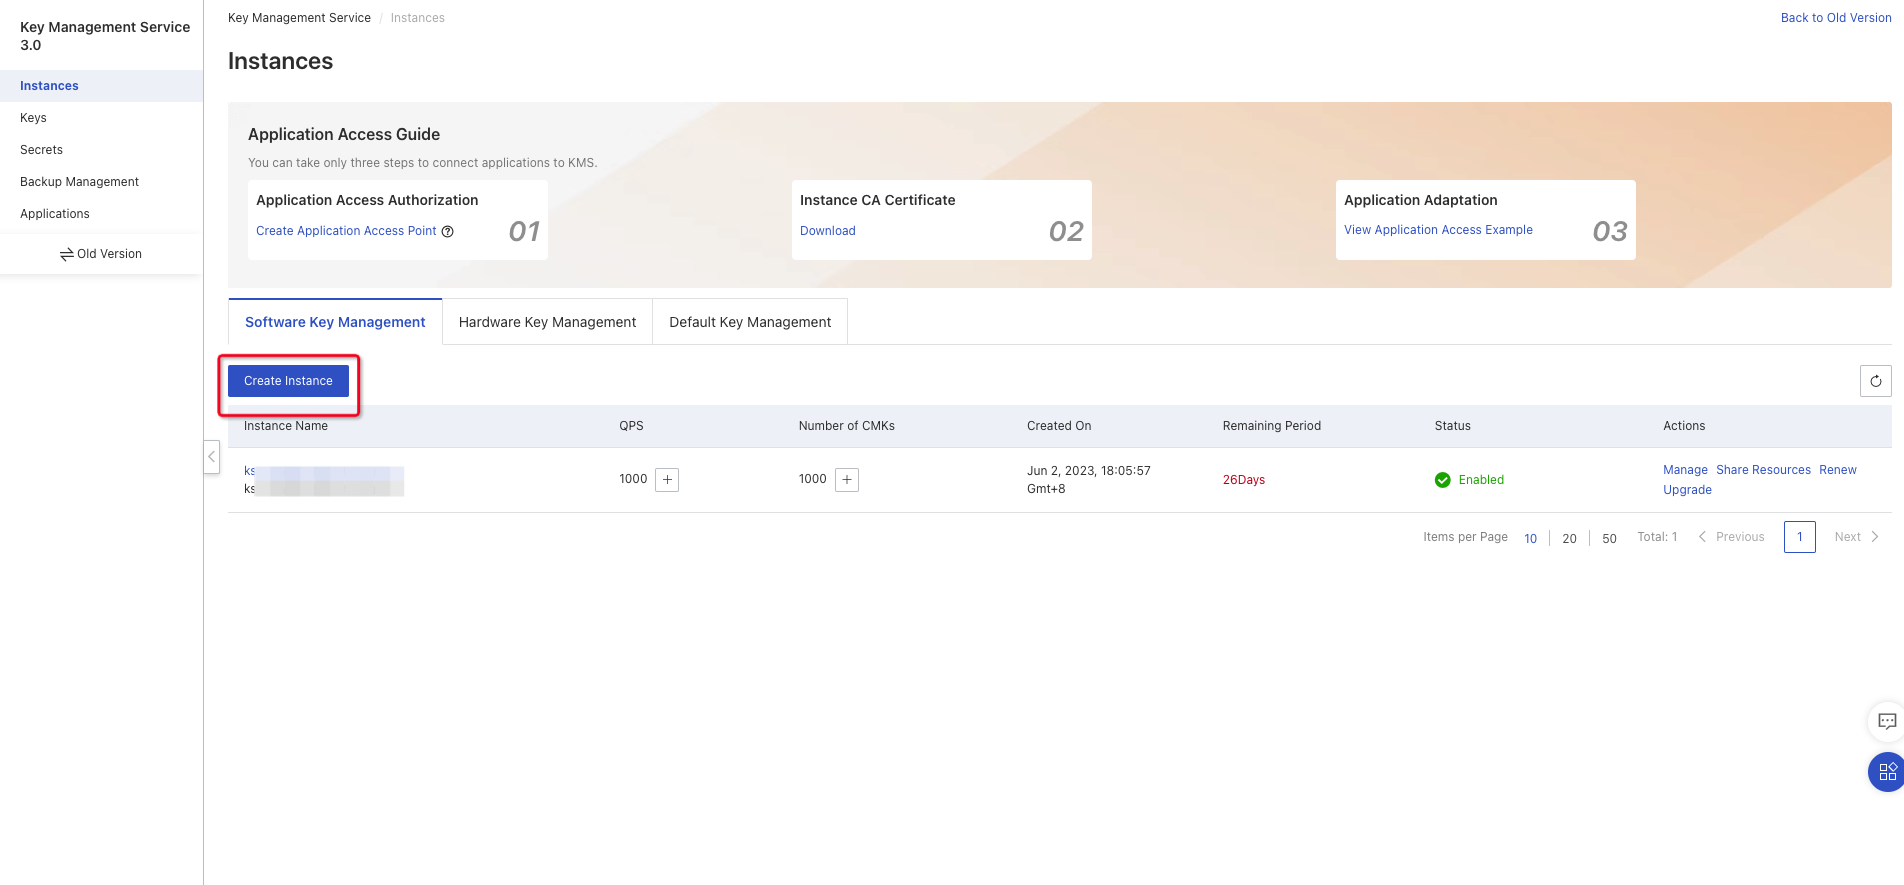 Key Management Service
3.0
Instances
Keys
Secrets
Backup Management
Applications
Old Version
Key Management Service / Instances
Back to Old Version
Instances
Application Access Guide
You can take only three steps to connect applications to KMS.
Application Access Authorization
Create Application Access Point
01
Instance CA Certificate
Download
02
Application Adaptation
View Application Access Example
03
Software Key Management
Hardware Key Management
Default Key Management
Create Instance
Instance Name
QPS
Number of CMKs
Created On
Remaining Period
Status
Actions
ks
ks
1000
1000
Jun 2, 2023, 18:05:57
Gmt+8
26Days
Enabled
Manage Share Resources Renew
Upgrade
Items per Page 10 20 50 Total: 1 Previous 1 Next